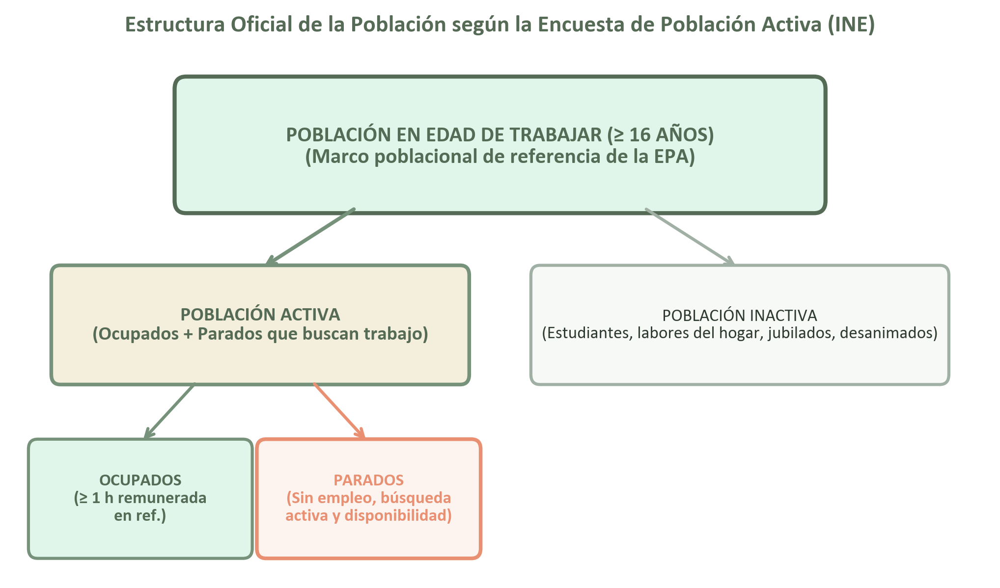 Estructura Oficial de la Población según la Encuesta de Población Activa (INE)
POBLACIÓN EN EDAD DE TRABAJAR (≥ 16 AÑOS)
(Marco poblacional de referencia de la EPA)
POBLACIÓN ACTIVA
(Ocupados + Parados que buscan trabajo)
POBLACIÓN INACTIVA
(Estudiantes, labores del hogar, jubilados, desanimados)
OCUPADOS
(≥ 1 h remunerada
en ref.)
PARADOS
(Sin empleo, búsqueda
activa y disponibilidad)